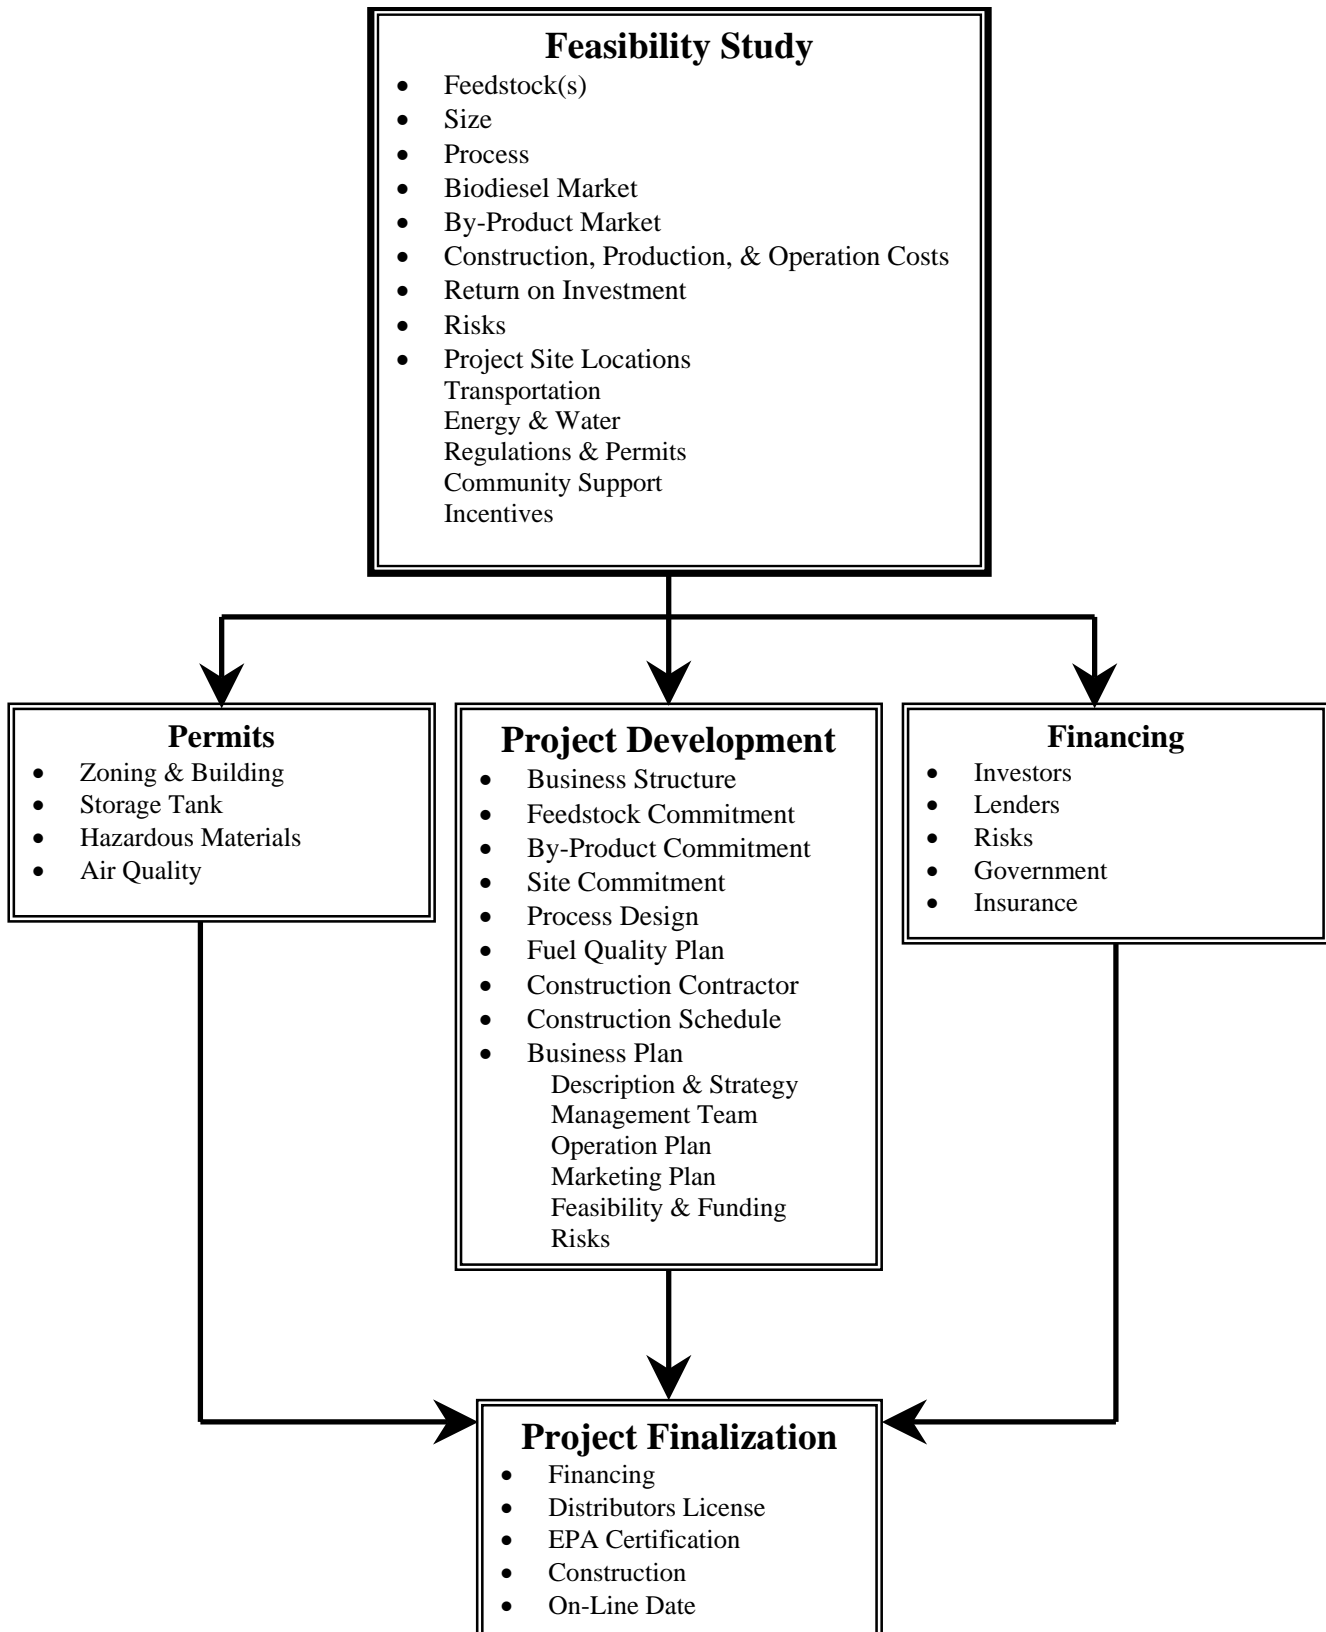 Feasibility Study
• Feedstock(s)
• Size
• Process
• Biodiesel Market
• By-Product Market
• Construction, Production, & Operation Costs
• Return on Investment
• Risks
• Project Site Locations
Transportation
Energy & Water
Regulations & Permits
Community Support
Incentives
Permits
• Zoning & Building
• Storage Tank
• Hazardous Materials
• Air Quality
Project Development
• Business Structure
• Feedstock Commitment
• By-Product Commitment
• Site Commitment
• Process Design
• Fuel Quality Plan
• Construction Contractor
• Construction Schedule
• Business Plan
Description & Strategy
Management Team
Operation Plan
Marketing Plan
Feasibility & Funding
Risks
Financing
• Investors
• Lenders
• Risks
• Government
• Insurance
Project Finalization
• Financing
• Distributors License
• EPA Certification
• Construction
• On-Line Date